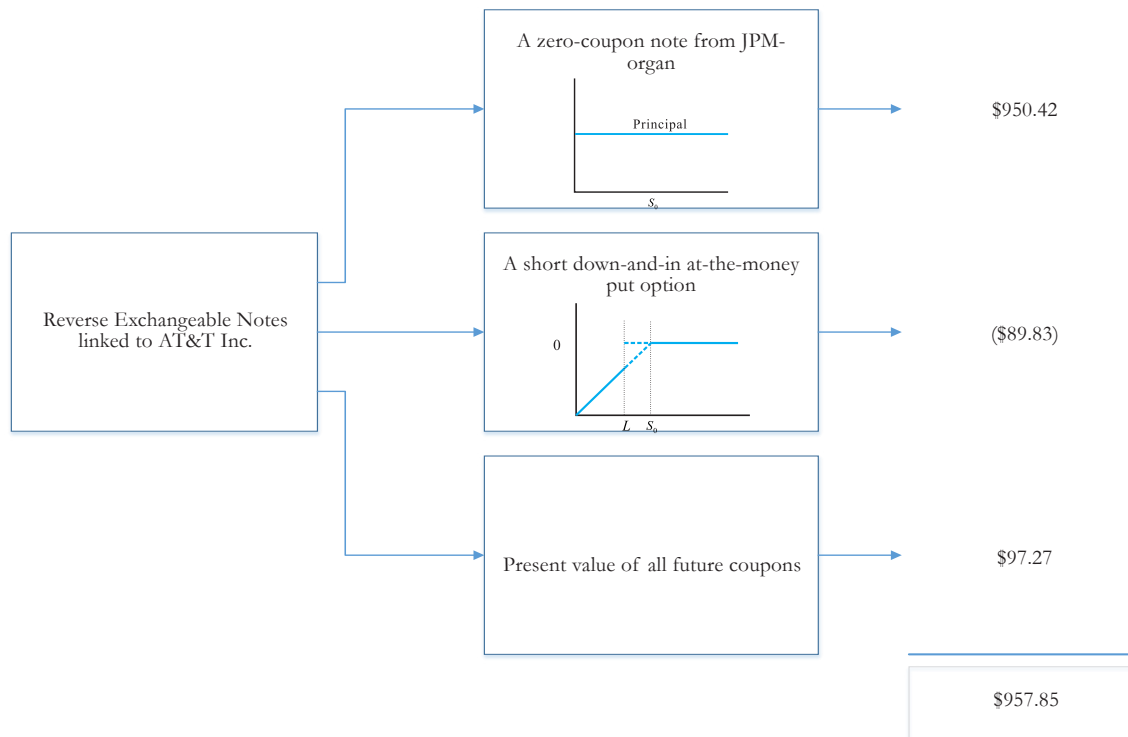 A zero-coupon note from JPM-
organ
Principal
S₀
$950.42
Reverse Exchangeable Notes
linked to AT&T Inc.
A short down-and-in at-the-money
put option
0
L S₀
($89.83)
Present value of all future coupons
$97.27
$957.85